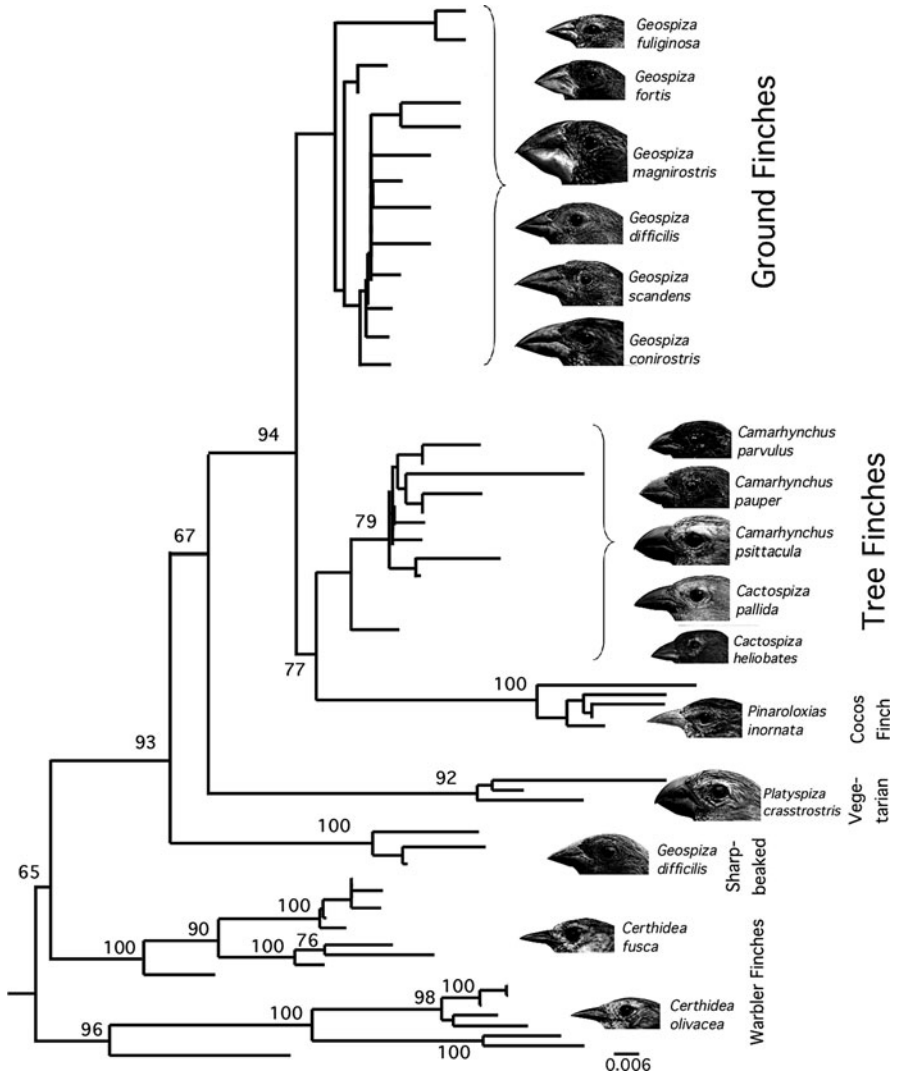 Geospiza
fuliginosa
Geospiza
fortis
Geospiza
magnirostris
Geospiza
difficilis
Geospiza
scandens
Geospiza
conirostris
Ground Finches
94
Camarhynchus
parvulus
Camarhynchus
pauper
Camarhynchus
psittacula
Cactospiza
pallida
Cactospiza
heliobates
Tree Finches
79
67
77
100
Pinaroloxias
inornata
Cocos
Finch
93
92
Platyspiza
crasstrostris
Vege-
tarian
100
Geospiza
difficilis
Sharp-
beaked
65
100
90
100
100
76
Certhidea
fusca
Warbler Finches
100
98
100
96
100
Certhidea
olivacea
0.006